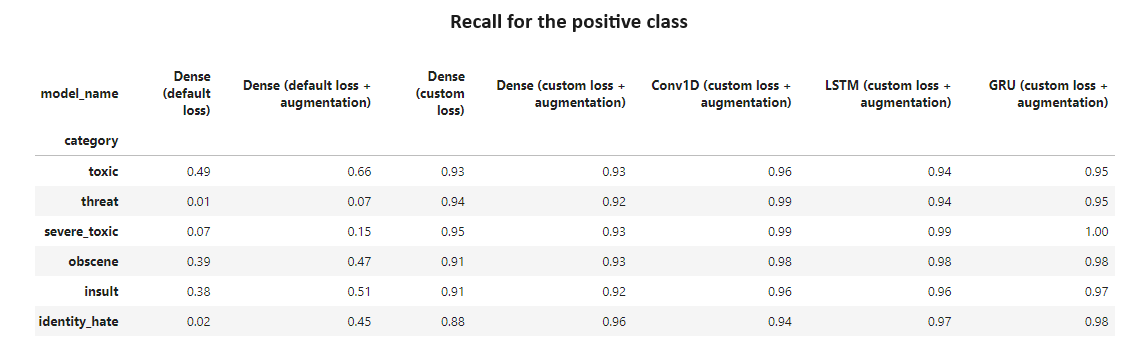 Recall for the positive class
model_name Dense (default loss) Dense (default loss + augmentation) Dense (custom loss) Dense (custom loss + augmentation) Conv1D (custom loss + augmentation) LSTM (custom loss + augmentation) GRU (custom loss + augmentation)
category
toxic 0.49 0.66 0.93 0.93 0.96 0.94 0.95
threat 0.01 0.07 0.94 0.92 0.99 0.94 0.95
severe_toxic 0.07 0.15 0.95 0.93 0.99 0.99 1.00
obscene 0.39 0.47 0.91 0.93 0.98 0.98 0.98
insult 0.38 0.51 0.91 0.92 0.96 0.96 0.97
identity_hate 0.02 0.45 0.88 0.96 0.94 0.97 0.98